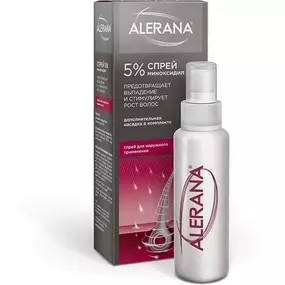 ALERANA®
5% СПРЕЙ
МИНОКСИДИЛ
ПРЕДОТВРАЩАЕТ
ВЫПАДЕНИЕ
И СТИМУЛИРУЕТ
РОСТ ВОЛОС
ДОПОЛНИТЕЛЬНАЯ
НАСАДКА В КОМПЛЕКТЕ
спрей для наружного
применения
ALERANA®